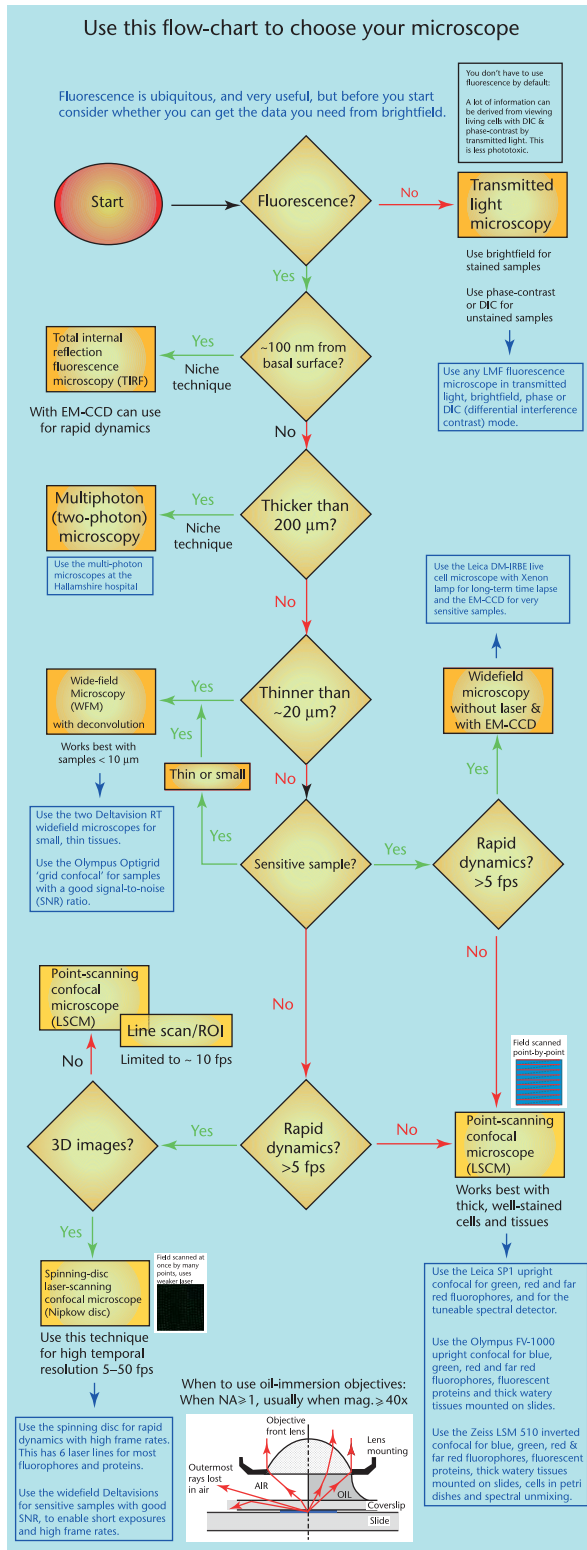 Use this flow-chart to choose your microscope
Fluorescence is ubiquitous, and very useful, but before you start
consider whether you can get the data you need from brightfield.
You don't have to use
fluorescence by default:
A lot of information can
be derived from viewing
living cells with DIC &
phase-contrast by
transmitted light. This
is less phototoxic.
Start
Fluorescence?
No
Transmitted
light
microscopy
Use brightfield for
stained samples
Use phase-contrast
or DIC for
unstained samples
Yes
Total internal
reflection
fluorescence
microscopy (TIRF)
Yes
Niche
technique
~100 nm from
basal surface?
With EM-CCD can use
for rapid dynamics
Use any LMF fluorescence
microscope in transmitted
light, brightfield, phase or
DIC (differential interference
contrast) mode.
No
Multiphoton
(two-photon)
microscopy
Yes
Niche
technique
Thicker than
200 μm?
Use the multi-photon
microscopes at the
Hallamshire hospital
Use the Leica DM-IRBE live
cell microscope with Xenon
lamp for long-term time lapse
and the EM-CCD for very
sensitive samples.
No
Wide-field
Microscopy
(WFM)
with deconvolution
Yes
Thinner than
~20 μm?
Widefield
microscopy
without laser &
with EM-CCD
Works best with
samples < 10 μm
Yes
Thin or small
No
Yes
Use the two Deltavision RT
widefield microscopes for
small, thin tissues.
Use the Olympus Optigrid
'grid confocal' for samples
with a good signal-to-noise
(SNR) ratio.
Yes
Sensitive sample?
Yes
Rapid
dynamics?
>5 fps
No
No
Point-scanning
confocal
microscope
(LSCM)
Line scan/ROI
Limited to ~ 10 fps
No
Field scanned
point-by-point
3D images?
Yes
Rapid
dynamics?
>5 fps
No
Point-scanning
confocal
microscope
(LSCM)
Works best with
thick, well-stained
cells and tissues
Yes
Spinning-disc
laser-scanning
confocal microscope
(Nipkow disc)
Field scanned at
once by many
points, uses
weaker laser
Use this technique
for high temporal
resolution 5–50 fps
Use the Leica SP1 upright
confocal for green, red and far
red fluorophores, and for the
tuneable spectral detector.
Use the Olympus FV-1000
upright confocal for blue,
green, red and far red
fluorophores, fluorescent
proteins and thick watery
tissues mounted on slides.
Use the Zeiss LSM 510 inverted
confocal for blue, green, red &
far red fluorophores, fluorescent
proteins, thick watery tissues
mounted on slides, cells in petri
dishes and spectral unmixing.
Use the spinning disc for rapid
dynamics with high frame rates.
This has 6 laser lines for most
fluorophores and proteins.
Use the widefield Deltavisions
for sensitive samples with good
SNR, to enable short exposures
and high frame rates.
When to use oil-immersion objectives:
When NA⩾1, usually when mag.⩾40x
Objective
front lens
Lens
mounting
Outermost
rays lost
in air
AIR
OIL
Coverslip
Slide